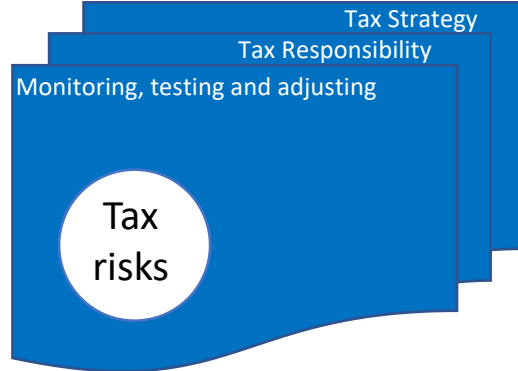 Tax Strategy
Tax Responsibility
Monitoring, testing and adjusting
Tax
risks